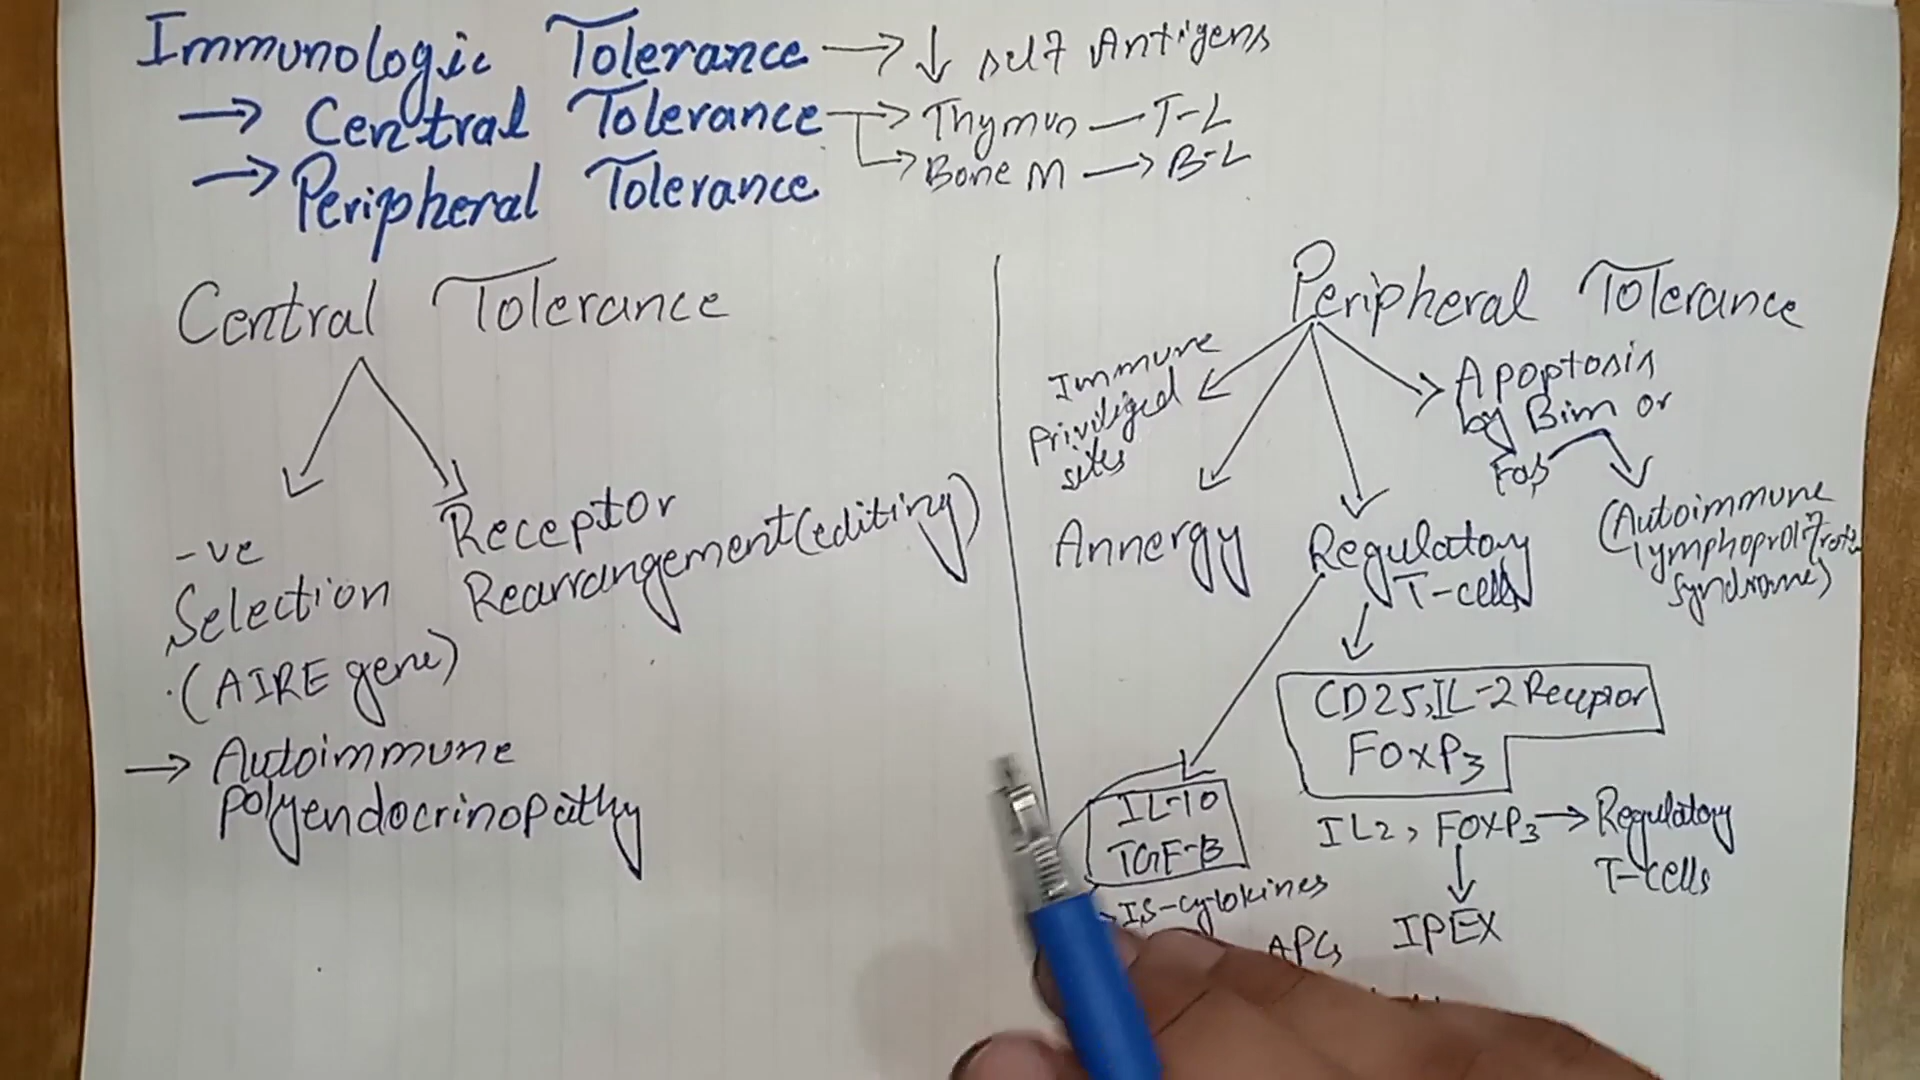 Immunologic Tolerance → ↓ self Antigens
→ Central Tolerance → Thymus — T-L
→ Bone M → B-L
→ Peripheral Tolerance
Central Tolerance
-ve
Selection
(AIRE gene)
→ Autoimmune
polyendocrinopathy
Receptor
Rearrangement (editing)
Peripheral Tolerance
Immune
Priviliged
sites
Annergy
Regulatory
T-cells
Apoptosis
by Bim or
Fas
(Autoimmune
Syndrome)
CD25, IL-2 Receptor
FOXP3
IL2, FOXP3 → Regulatory
T-cells
IPEX
IL-10
TGF-B
IS-cytokines
APCs